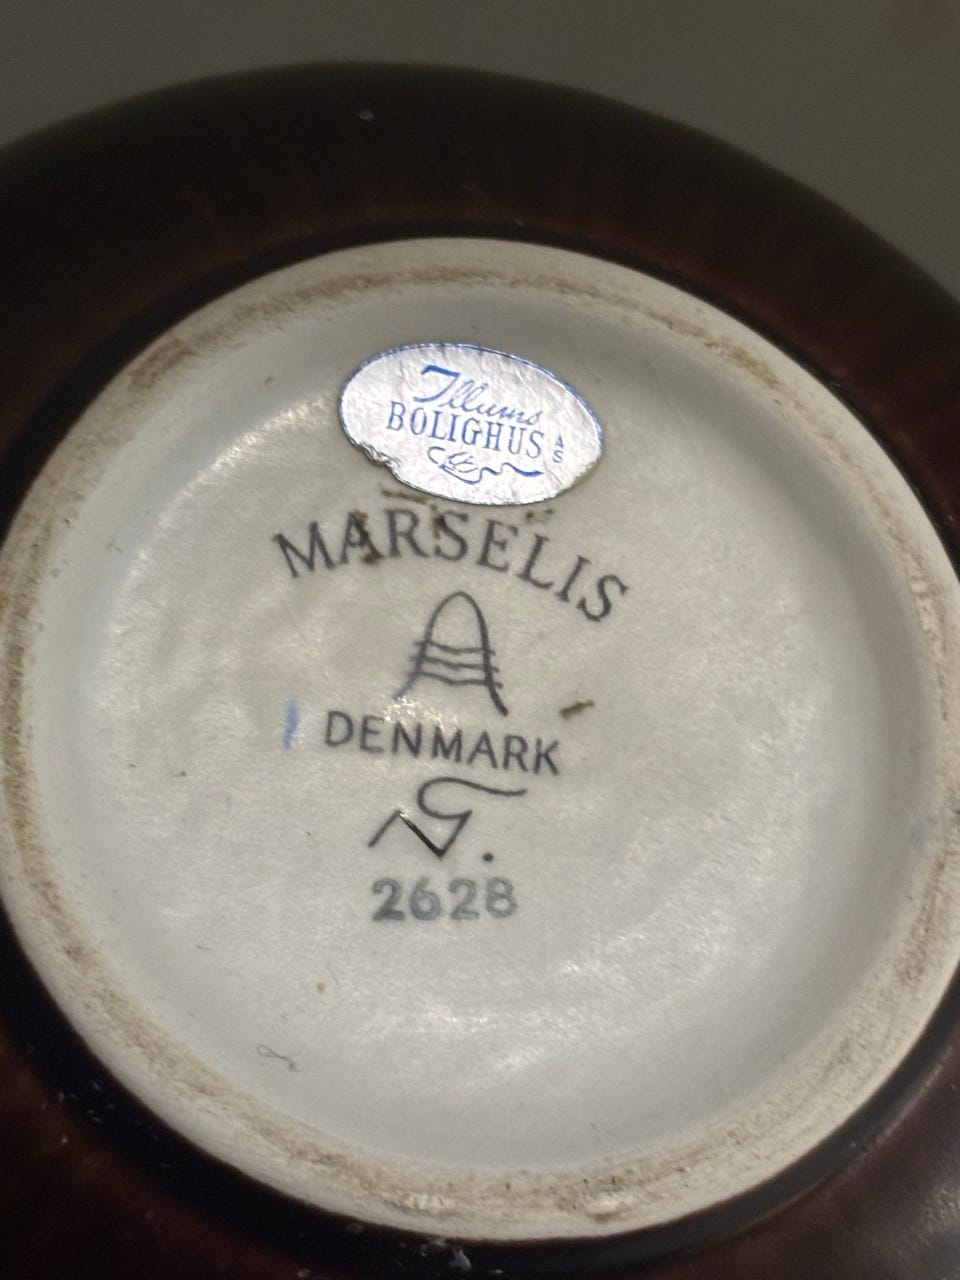 Illums
BOLIGHUS A/S
MARSELIS
A
DENMARK
2628